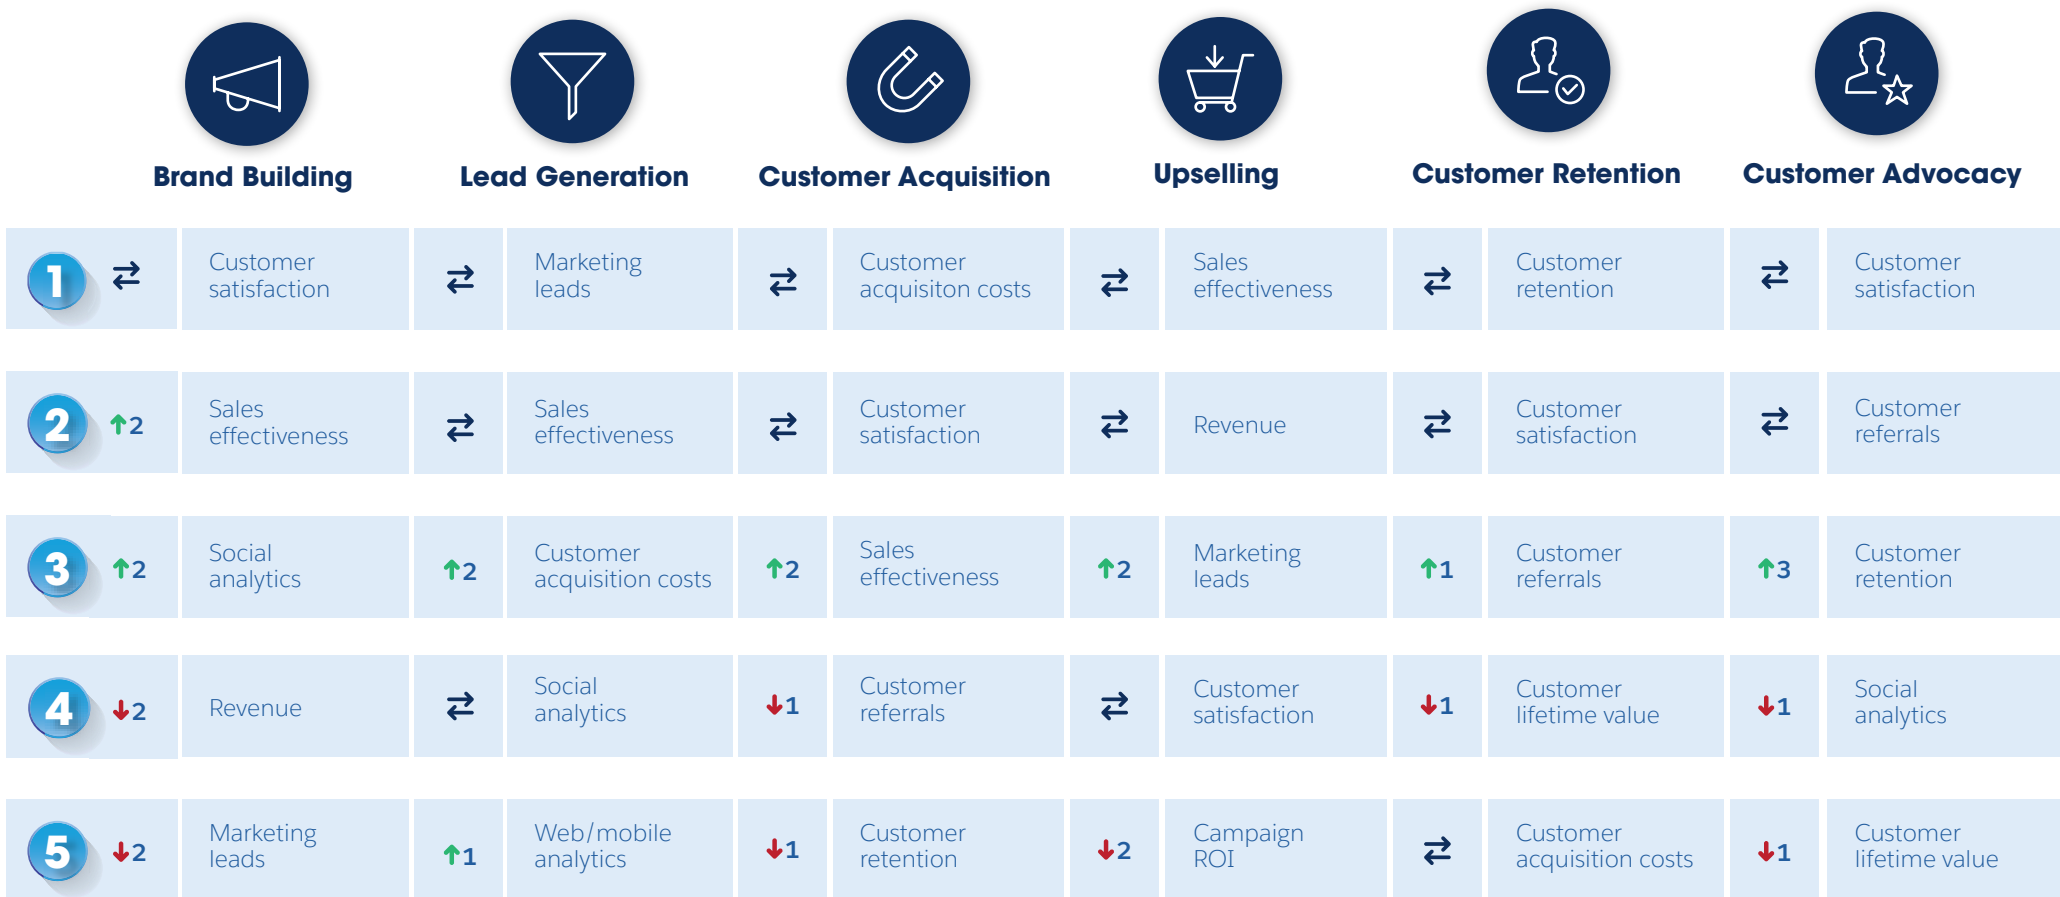 Brand Building
Lead Generation
Customer Acquisition
Upselling
Customer Retention
Customer Advocacy
1
Customer
satisfaction
Marketing
leads
Customer
acquisiton costs
Sales
effectiveness
Customer
retention
Customer
satisfaction
2
2
Sales
effectiveness
Sales
effectiveness
Customer
satisfaction
Revenue
Customer
satisfaction
Customer
referrals
3
2
Social
analytics
2
Customer
acquisition costs
2
Sales
effectiveness
2
Marketing
leads
1
Customer
referrals
3
Customer
retention
4
2
Revenue
Social
analytics
1
Customer
referrals
Customer
satisfaction
1
Customer
lifetime value
1
Social
analytics
5
2
Marketing
leads
1
Web/mobile
analytics
1
Customer
retention
2
Campaign
ROI
Customer
acquisition costs
1
Customer
lifetime value